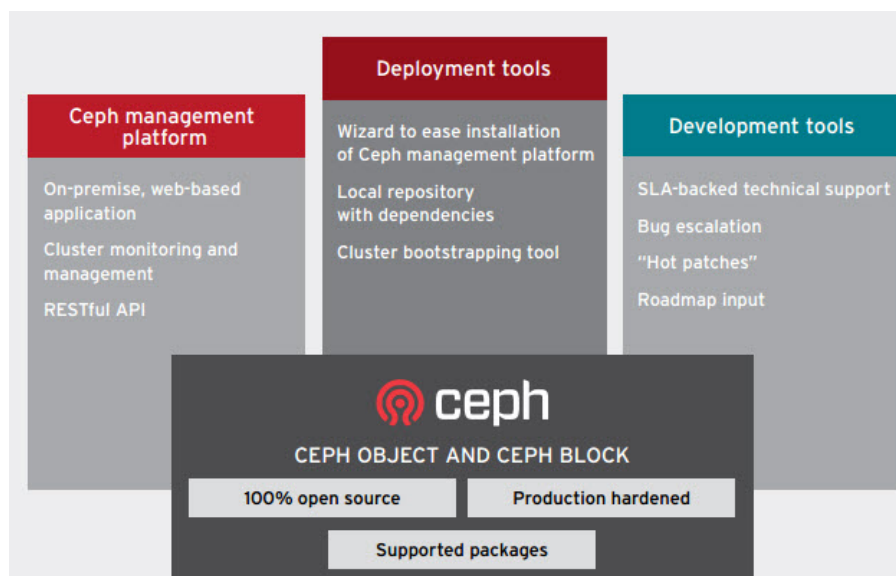 Ceph management
platform
On-premise, web-based
application
Cluster monitoring and
management
RESTful API
Deployment tools
Wizard to ease installation
of Ceph management platform
Local repository
with dependencies
Cluster bootstrapping tool
Development tools
SLA-backed technical support
Bug escalation
“Hot patches”
Roadmap input
ceph
CEPH OBJECT AND CEPH BLOCK
100% open source
Production hardened
Supported packages